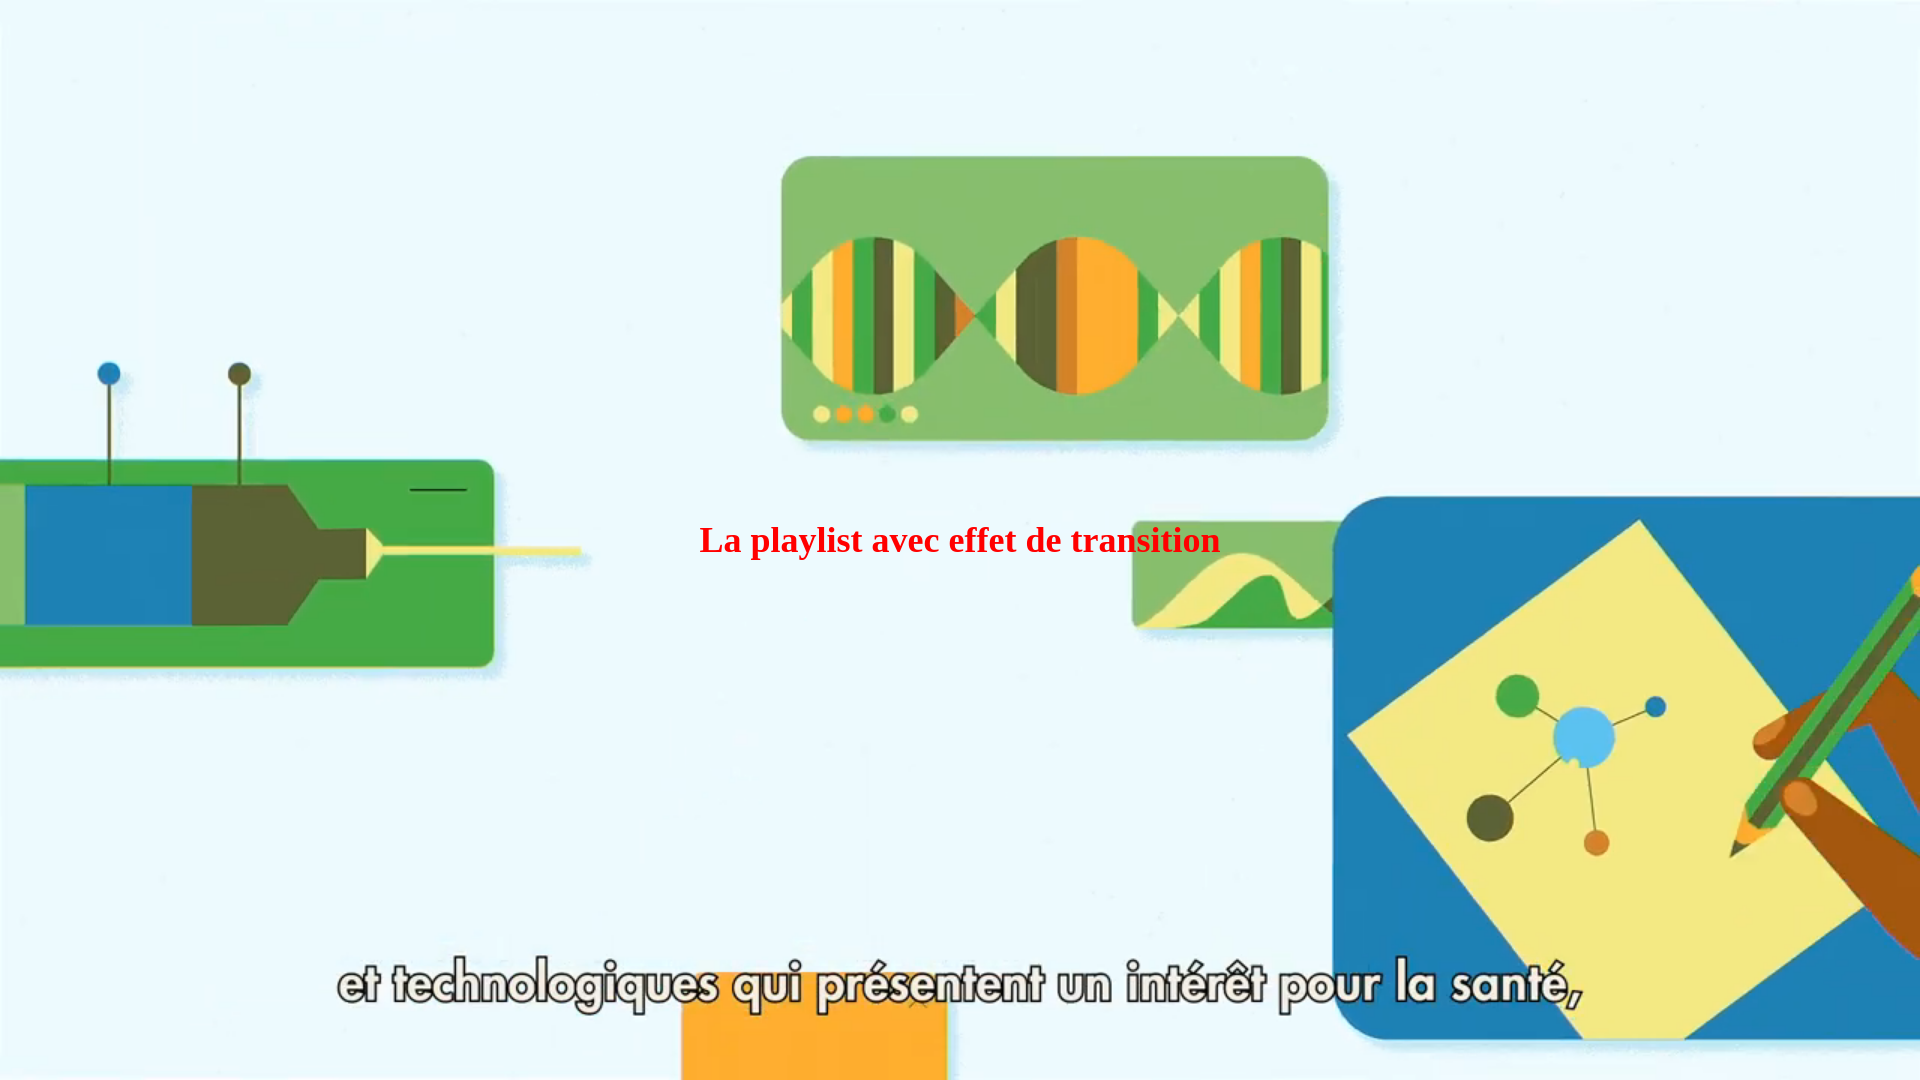 La playlist avec effet de transition
et technologiques qui présentent un intérêt pour la santé,